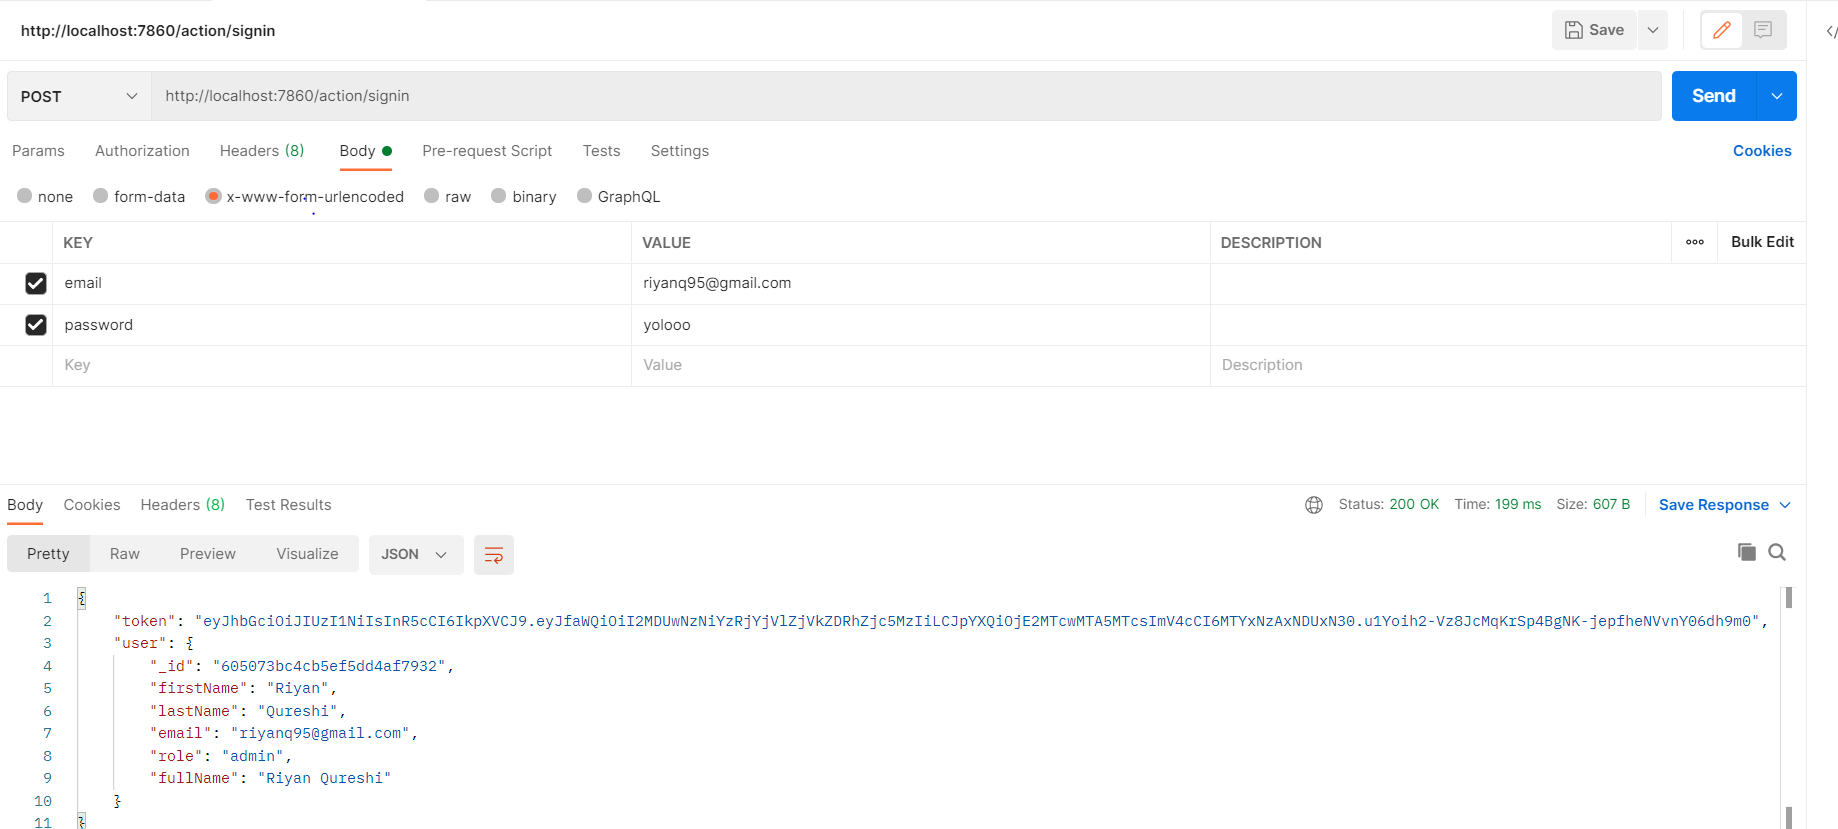 http://localhost:7860/action/signin
Save
POST
http://localhost:7860/action/signin
Send
Params Authorization Headers (8) Body Pre-request Script Tests Settings Cookies
none form-data x-www-form-urlencoded raw binary GraphQL
KEY VALUE DESCRIPTION Bulk Edit
email riyanq95@gmail.com
password yolooo
Key Value Description
Body Cookies Headers (8) Test Results Status: 200 OK Time: 199 ms Size: 607 B Save Response
Pretty Raw Preview Visualize JSON
1 {
2 "token": "eyJhbGciOiJIUzI1NiIsInR5cCI6IkpXVCJ9.eyJfaWQiOiI2MDUwNzNiYzRjYjVlZjVkZDRhZjc5MzIiLCJpYXQiOjE2MTcwMTA5MTcsImV4cCI6MTYxNzAxNDUxN30.u1Yoih2-Vz8JcMqKrSp4BgNK-jepfheNVvnY06dh9m0",
3 "user": {
4 "_id": "605073bc4cb5ef5dd4af7932",
5 "firstName": "Riyan",
6 "lastName": "Qureshi",
7 "email": "riyanq95@gmail.com",
8 "role": "admin",
9 "fullName": "Riyan Qureshi"
10 }
11 }